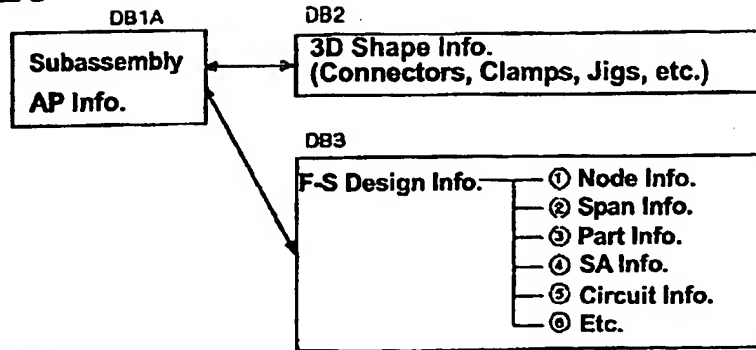 DB1A
Subassembly
AP Info.
DB2
3D Shape Info.
(Connectors, Clamps, Jigs, etc.)
DB3
F-S Design Info.
① Node Info.
② Span Info.
③ Part Info.
④ SA Info.
⑤ Circuit Info.
⑥ Etc.